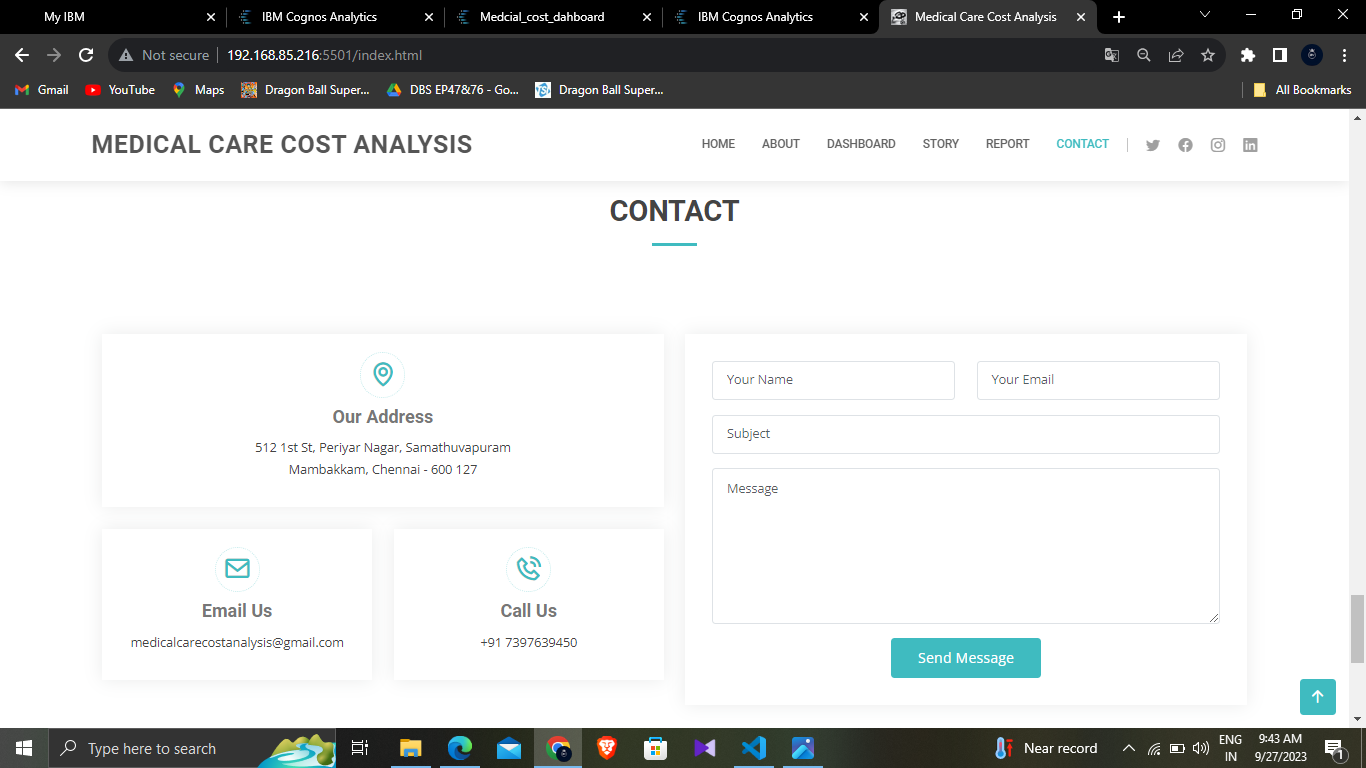 My IBM
IBM Cognos Analytics
Medcial_cost_dahboard
IBM Cognos Analytics
Medical Care Cost Analysis
Not secure
192.168.85.216:5501/index.html
Gmail
YouTube
Maps
Dragon Ball Super...
DBS EP47&76 - Go...
Dragon Ball Super...
All Bookmarks
MEDICAL CARE COST ANALYSIS
HOME
ABOUT
DASHBOARD
STORY
REPORT
CONTACT
CONTACT
Our Address
512 1st St, Periyar Nagar, Samathuvapuram
Mambakkam, Chennai - 600 127
Email Us
medicalcarecostanalysis@gmail.com
Call Us
+91 7397639450
Your Name
Your Email
Subject
Message
Send Message
Type here to search
Near record
ENG
IN
9:43 AM
9/27/2023
1